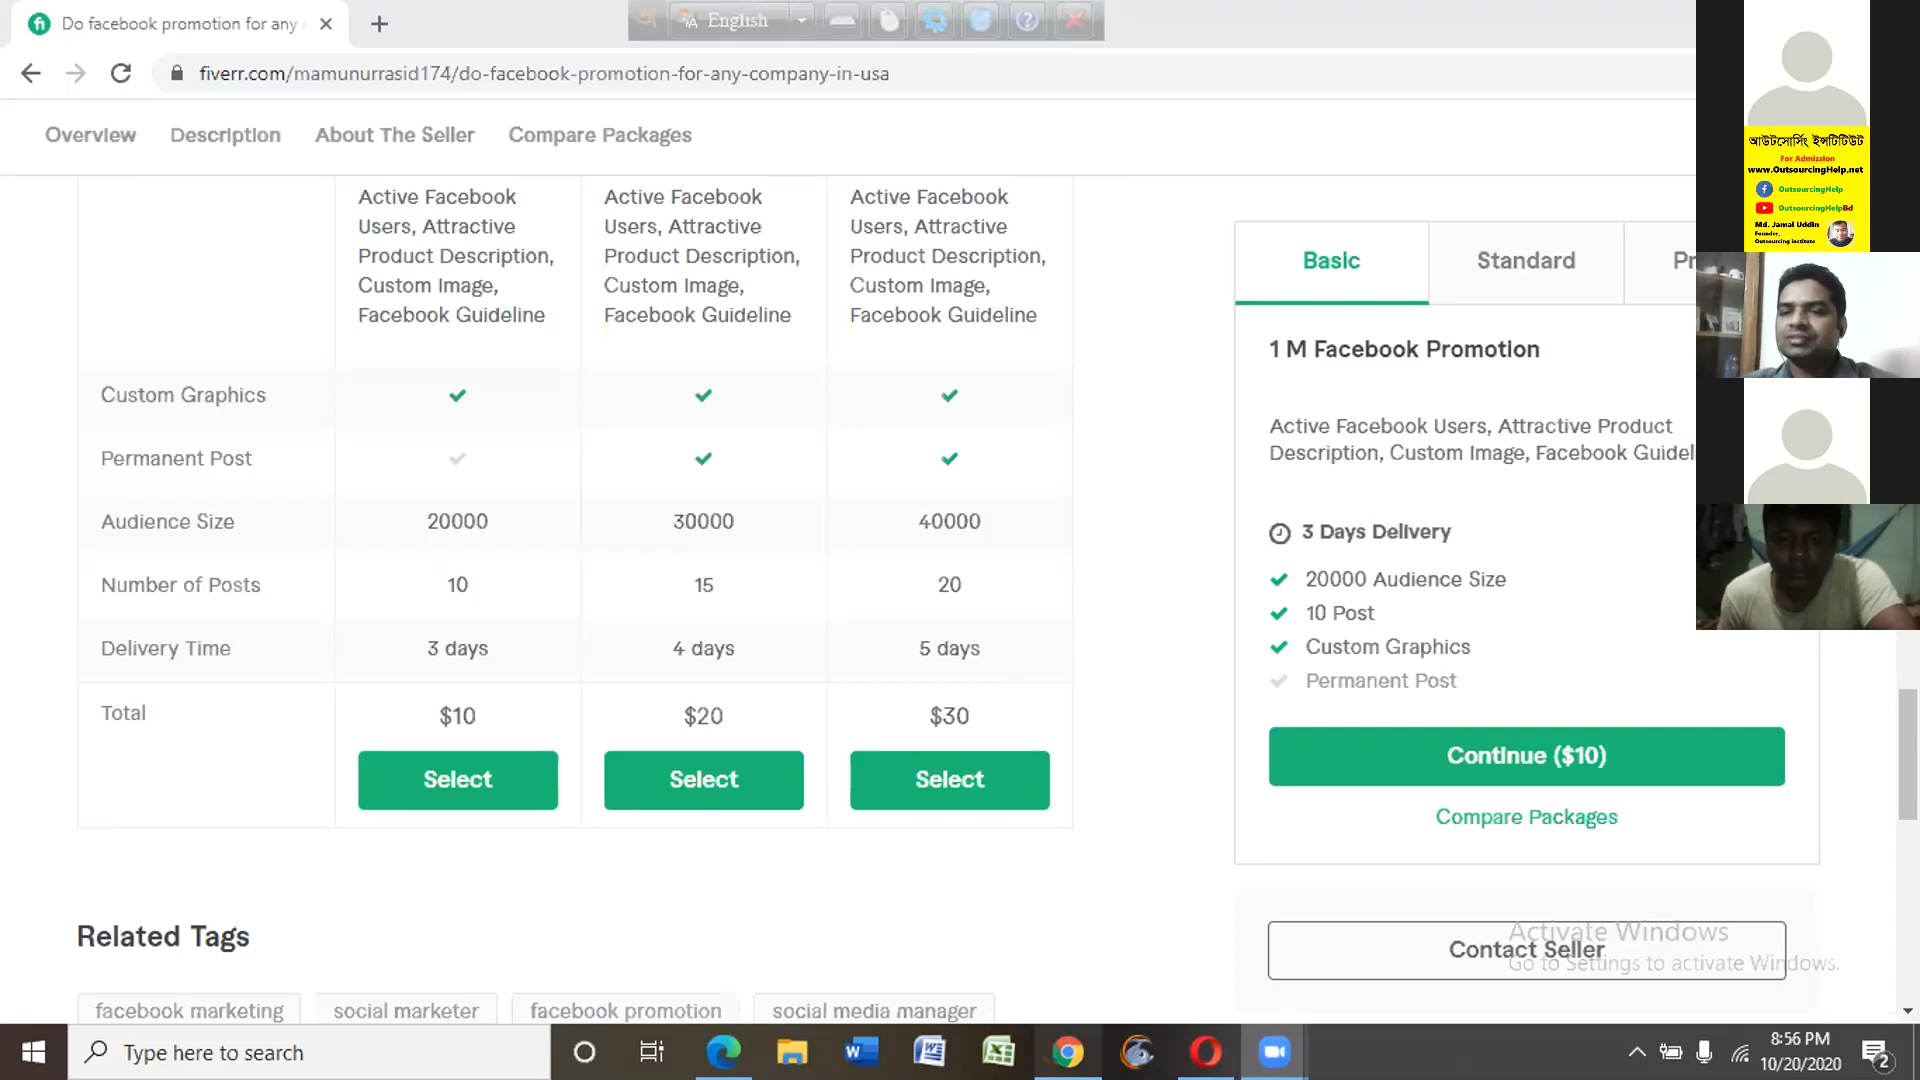 Do facebook promotion for any
English
fiverr.com/mamunurrasid174/do-facebook-promotion-for-any-company-in-usa
Overview
Description
About The Seller
Compare Packages
Active Facebook
Users, Attractive
Product Description,
Custom Image,
Facebook Guideline
Active Facebook
Users, Attractive
Product Description,
Custom Image,
Facebook Guideline
Active Facebook
Users, Attractive
Product Description,
Custom Image,
Facebook Guideline
Custom Graphics
Permanent Post
Audience Size 20000 30000 40000
Number of Posts 10 15 20
Delivery Time 3 days 4 days 5 days
Total $10 $20 $30
Select Select Select
Related Tags
facebook marketing
social marketer
facebook promotion
social media manager
Basic
Standard
Pr
1 M Facebook Promotion
Active Facebook Users, Attractive Product
Description, Custom Image, Facebook Guidel
3 Days Delivery
20000 Audience Size
10 Post
Custom Graphics
Permanent Post
Continue ($10)
Compare Packages
Contact Seller
Activate Windows
Go to Settings to activate Windows.
আউটসোর্সিং ইন্সটিটিউট
For Admission
www.OutsourcingHelp.net
OutsourcingHelp
OutsourcingHelpBd
Md. Jamal Uddin
Founder,
Outsourcing institute
Type here to search
8:56 PM
10/20/2020
2